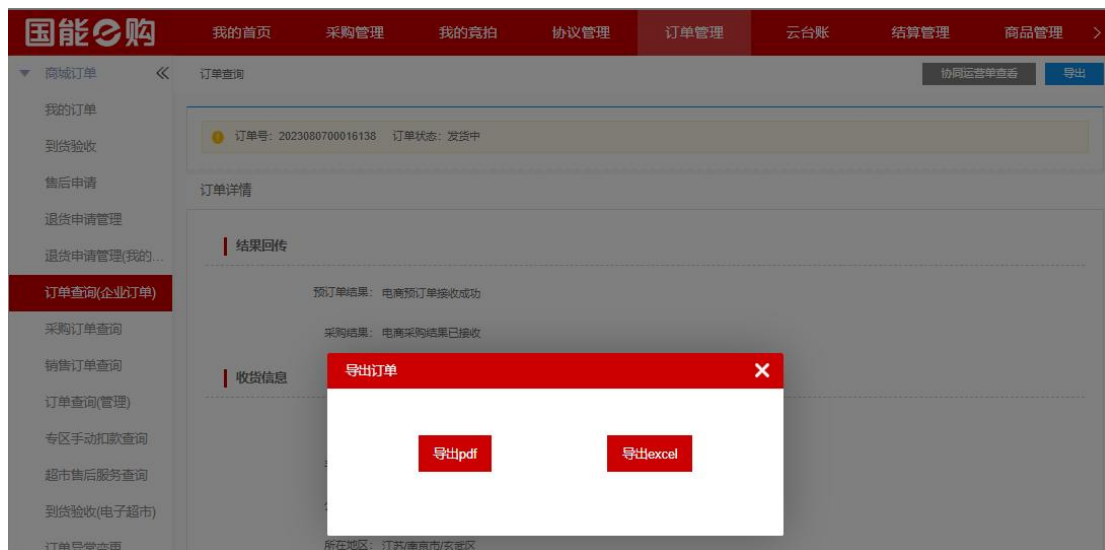 国能e购 我的首页 采购管理 我的竞拍 协议管理 订单管理 云台账 结算管理 商品管理
商城订单 订单查询 协同运营单查看 导出
我的订单
订单号：2023080700016138 订单状态：发货中
到货验收
售后申请
订单详情
退货申请管理
结果回传
退货申请管理(我的...
订单查询(企业订单)
预订单结果：电商预订单接收成功
采购订单查询
采购结果：电商采购结果已接收
销售订单查询
导出订单
收货信息
订单查询(管理)
专区手动扣款查询
导出pdf 导出excel
超市售后服务查询
到货验收(电子超市)
订单异常变更
所在地区：江苏/南京市/玄武区